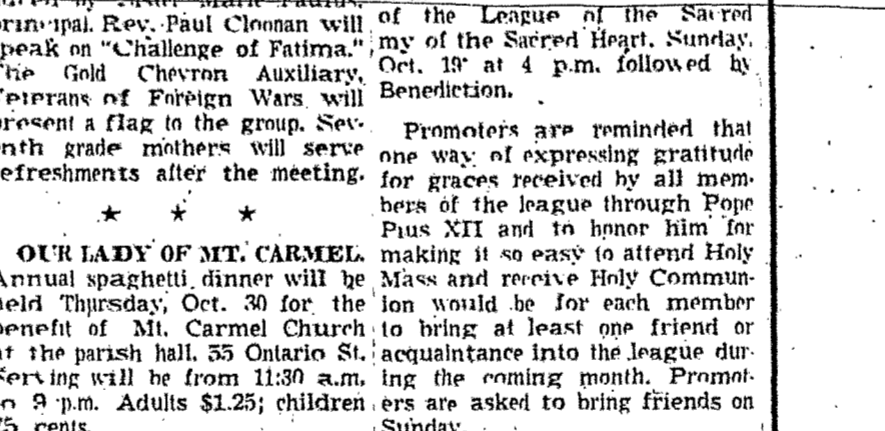 Rev. Paul Cloonan will
peak on "Challenge of Fatima."
The Gold Chevron Auxiliary,
eterans of Foreign Wars will
resent a flag to the group. Sev-
nth grade mothers will serve
efreshments after the meeting.
★ ★ ★
OUR LADY OF MT. CARMEL.
Annual spaghetti dinner will be
eld Thursday, Oct. 30 for the
enefit of Mt. Carmel Church
at the parish hall. 55 Ontario St.
Serving will be from 11:30 a.m.
to 9 p.m. Adults $1.25; children
75 cents.
of the League of the Sacred
my of the Sacred Heart. Sunday,
Oct. 19 at 4 p.m. followed by
Benediction.
Promoters are reminded that
one way of expressing gratitude
for graces received by all mem-
bers of the league through Pope
Pius XII and to honor him for
making it so easy to attend Holy
Mass and receive Holy Commun-
ion would be for each member
to bring at least one friend or
acquaintance into the league dur-
ing the coming month. Promot-
ers are asked to bring friends on
Sunday.